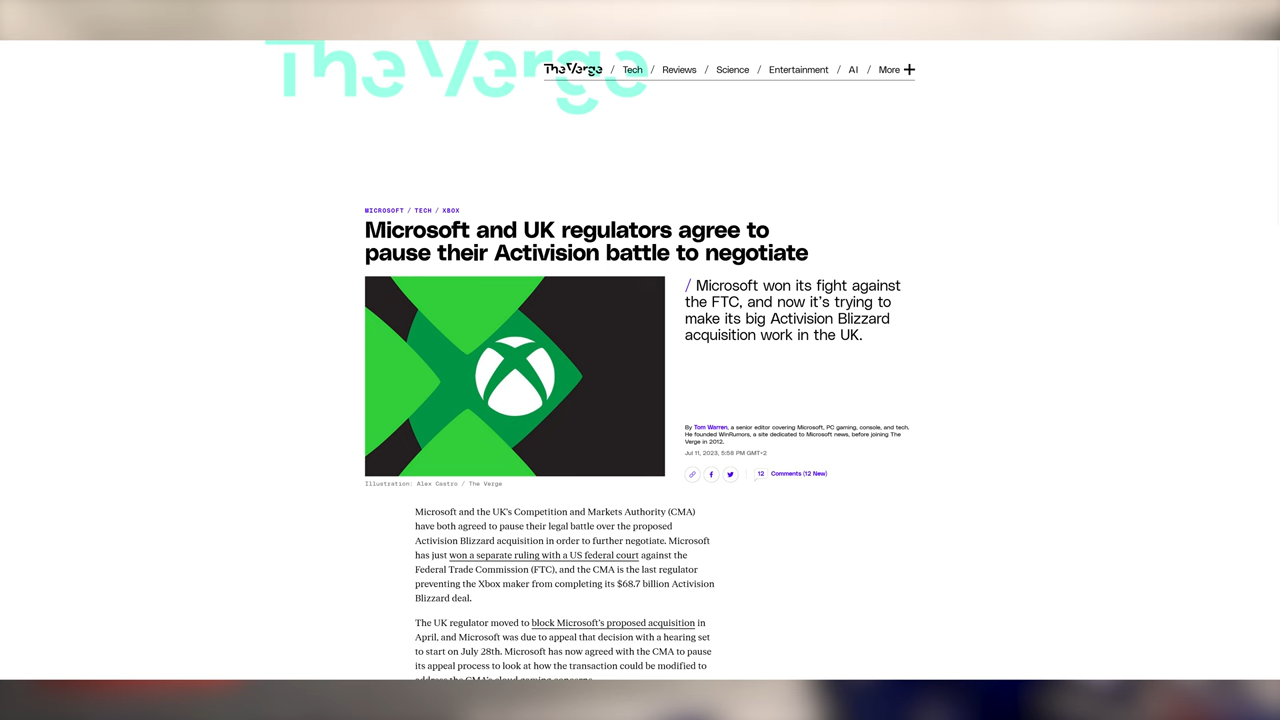 The Verge
The Verge / Tech / Reviews / Science / Entertainment / AI / More +
MICROSOFT / TECH / XBOX
Microsoft and UK regulators agree to
pause their Activision battle to negotiate
/ Microsoft won its fight against
the FTC, and now it’s trying to
make its big Activision Blizzard
acquisition work in the UK.
By Tom Warren, a senior editor covering Microsoft, PC gaming, console, and tech.
He founded WinRumors, a site dedicated to Microsoft news, before joining The
Verge in 2012.
Jul 11, 2023, 5:58 PM GMT+2
12 Comments (12 New)
Illustration: Alex Castro / The Verge
Microsoft and the UK’s Competition and Markets Authority (CMA)
have both agreed to pause their legal battle over the proposed
Activision Blizzard acquisition in order to further negotiate. Microsoft
has just won a separate ruling with a US federal court against the
Federal Trade Commission (FTC), and the CMA is the last regulator
preventing the Xbox maker from completing its $68.7 billion Activision
Blizzard deal.
The UK regulator moved to block Microsoft’s proposed acquisition in
April, and Microsoft was due to appeal that decision with a hearing set
to start on July 28th. Microsoft has now agreed with the CMA to pause
its appeal process to look at how the transaction could be modified to
address the CMA’s cloud gaming concerns.